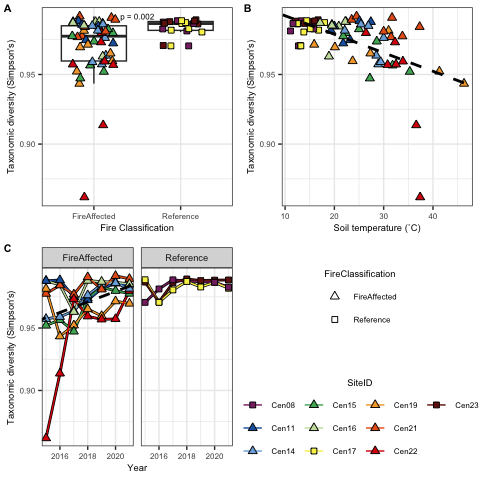 A
p = 0.002
Taxonomic diversity (Simpson's)
0.95
0.90
FireAffected
Reference
Fire Classification
B
Taxonomic diversity (Simpson's)
0.95
0.90
10
20
30
40
Soil temperature (˚C)
C
FireAffected
Reference
Taxonomic diversity (Simpson's)
0.95
0.90
2016
2018
2020
2016
2018
2020
Year
FireClassification
FireAffected
Reference
SiteID
Cen08
Cen15
Cen19
Cen23
Cen11
Cen16
Cen21
Cen14
Cen17
Cen22